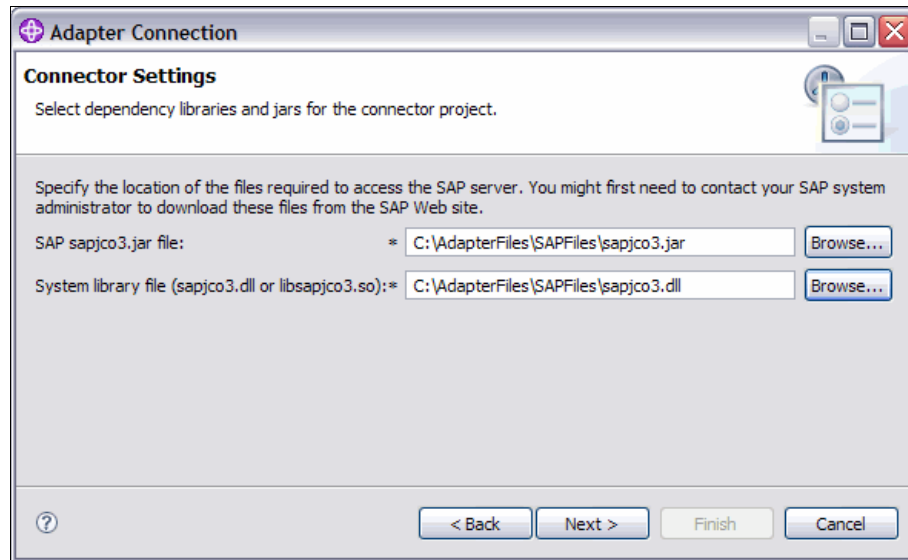 Adapter Connection
Connector Settings
Select dependency libraries and jars for the connector project.
Specify the location of the files required to access the SAP server. You might first need to contact your SAP system
administrator to download these files from the SAP Web site.
SAP sapjco3.jar file: * C:\AdapterFiles\SAPFiles\sapjco3.jar Browse...
System library file (sapjco3.dll or libsapjco3.so):* C:\AdapterFiles\SAPFiles\sapjco3.dll Browse...
? < Back Next > Finish Cancel